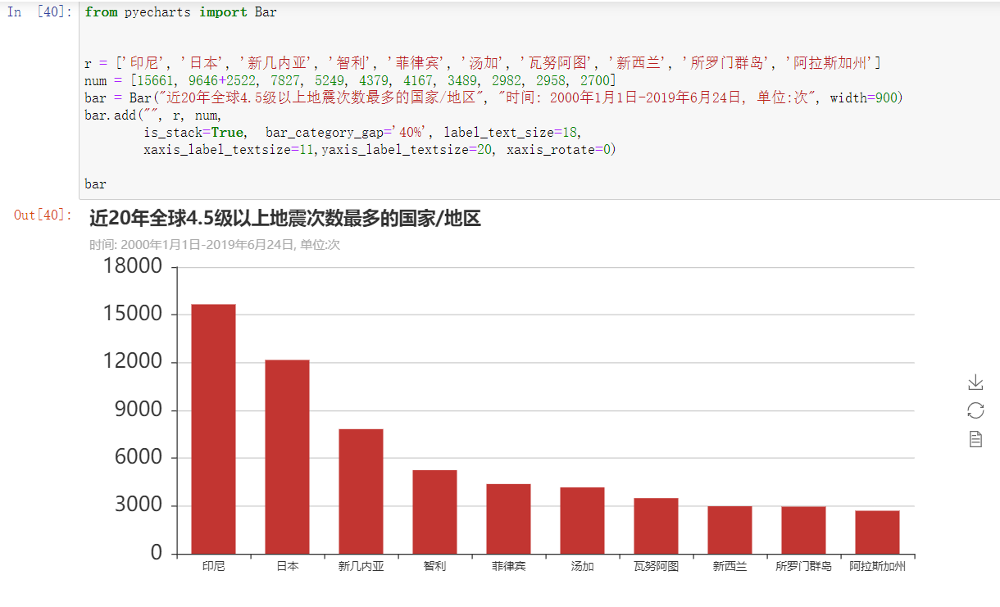 In [40]: from pyecharts import Bar
r = ['印尼', '日本', '新几内亚', '智利', '菲律宾', '汤加', '瓦努阿图', '新西兰', '所罗门群岛', '阿拉斯加州']
num = [15661, 9646+2522, 7827, 5249, 4379, 4167, 3489, 2982, 2958, 2700]
bar = Bar("近20年全球4.5级以上地震次数最多的国家/地区", "时间: 2000年1月1日-2019年6月24日, 单位:次", width=900)
bar.add("", r, num,
is_stack=True, bar_category_gap='40%', label_text_size=18,
xaxis_label_textsize=11,yaxis_label_textsize=20, xaxis_rotate=0)
bar
Out[40]: 近20年全球4.5级以上地震次数最多的国家/地区
时间: 2000年1月1日-2019年6月24日, 单位:次
18000
15000
12000
9000
6000
3000
0
印尼 日本 新几内亚 智利 菲律宾 汤加 瓦努阿图 新西兰 所罗门群岛 阿拉斯加州